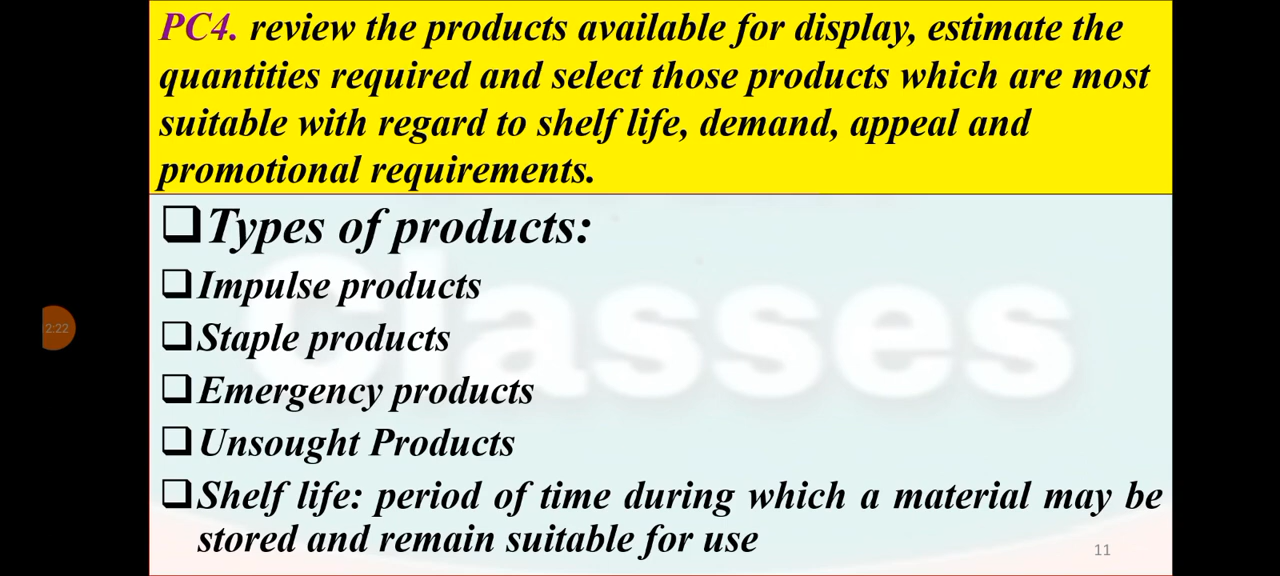 PC4. review the products available for display, estimate the
quantities required and select those products which are most
suitable with regard to shelf life, demand, appeal and
promotional requirements.
❑Types of products:
❑Impulse products
❑Staple products
❑Emergency products
❑Unsought Products
❑Shelf life: period of time during which a material may be
stored and remain suitable for use
Classes
2:22
11